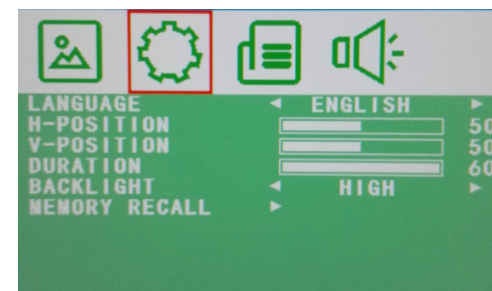 LANGUAGE ENGLISH
H-POSITION 50
V-POSITION 50
DURATION 60
BACKLIGHT HIGH
MEMORY RECALL